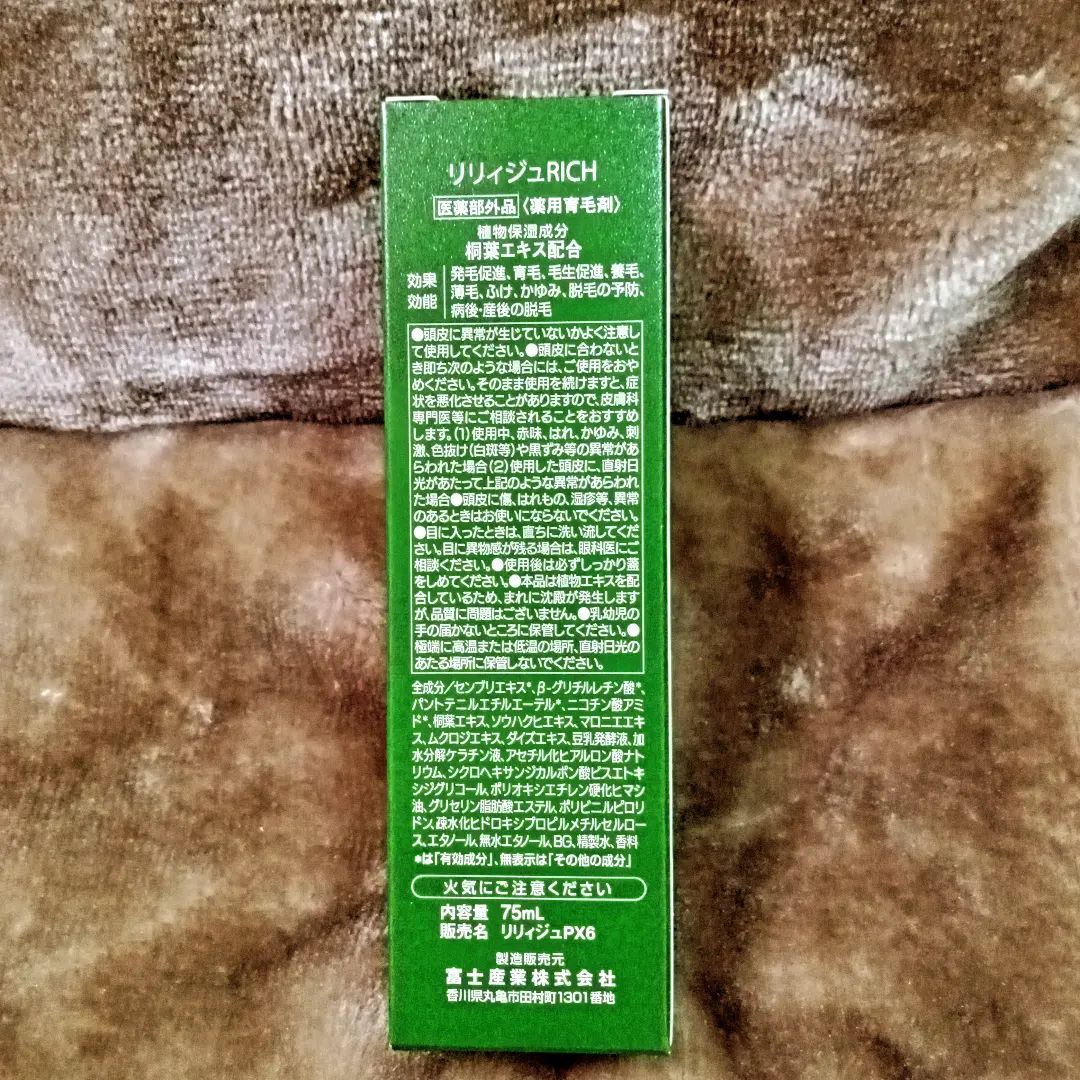 リリィジュRICH
医薬部外品〈薬用育毛剤〉
植物保湿成分
桐葉エキス配合
効果効能
発毛促進、育毛、毛生促進、養毛、
薄毛、ふけ、かゆみ、脱毛の予防、
病後・産後の脱毛
●頭皮に異常が生じていないかよく注意し
て使用してください。●頭皮に合わないと
き即ち次のような場合には、ご使用をおや
めください。そのまま使用を続けますと、症
状を悪化させることがありますので、皮膚科
専門医等にご相談されることをおすすめ
します。(1)使用中、赤味、はれ、かゆみ、刺
激、色抜け(白斑等)や黒ずみ等の異常があ
らわれた場合(2)使用した頭皮に、直射日
光があたって上記のような異常があらわれ
た場合●頭皮に傷、はれもの、湿疹等、異常
のあるときはお使いにならないでください。
●目に入ったときは、直ちに洗い流してくだ
さい。目に異物感が残る場合は、眼科医にご
相談ください。●使用後は必ずしっかり蓋
をしめてください。●本品は植物エキスを配
合しているため、まれに沈殿が発生します
が、品質に問題はございません。●乳幼児の
手の届かないところに保管してください。●
極端に高温または低温の場所、直射日光の
あたる場所に保管しないでください。
全成分/センブリエキス*、β-グリチルレチン酸*、
パントテニルエチルエーテル*、ニコチン酸アミ
ド*、桐葉エキス、ソウハクヒエキス、マロニエエキ
ス、ムクロジエキス、ダイズエキス、豆乳発酵液、加
水分解ケラチン液、アセチル化ヒアルロン酸ナト
リウム、シクロヘキサンジカルボン酸ビスエトキ
シジグリコール、ポリオキシエチレン硬化ヒマシ
油、グリセリン脂肪酸エステル、ポリビニルピロリ
ドン、疎水化ヒドロキシプロピルメチルセルロー
ス、エタノール、無水エタノール、BG、精製水、香料
*は「有効成分」、無表示は「その他の成分」
火気にご注意ください
内容量 75mL
販売名 リリィジュPX6
製造販売元
富士産業株式会社
香川県丸亀市田村町1301番地